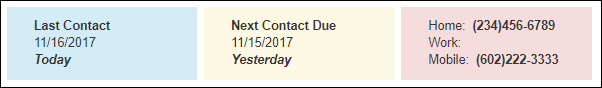 Last Contact
11/16/2017
Today
Next Contact Due
11/15/2017
Yesterday
Home: (234)456-6789
Work:
Mobile: (602)222-3333